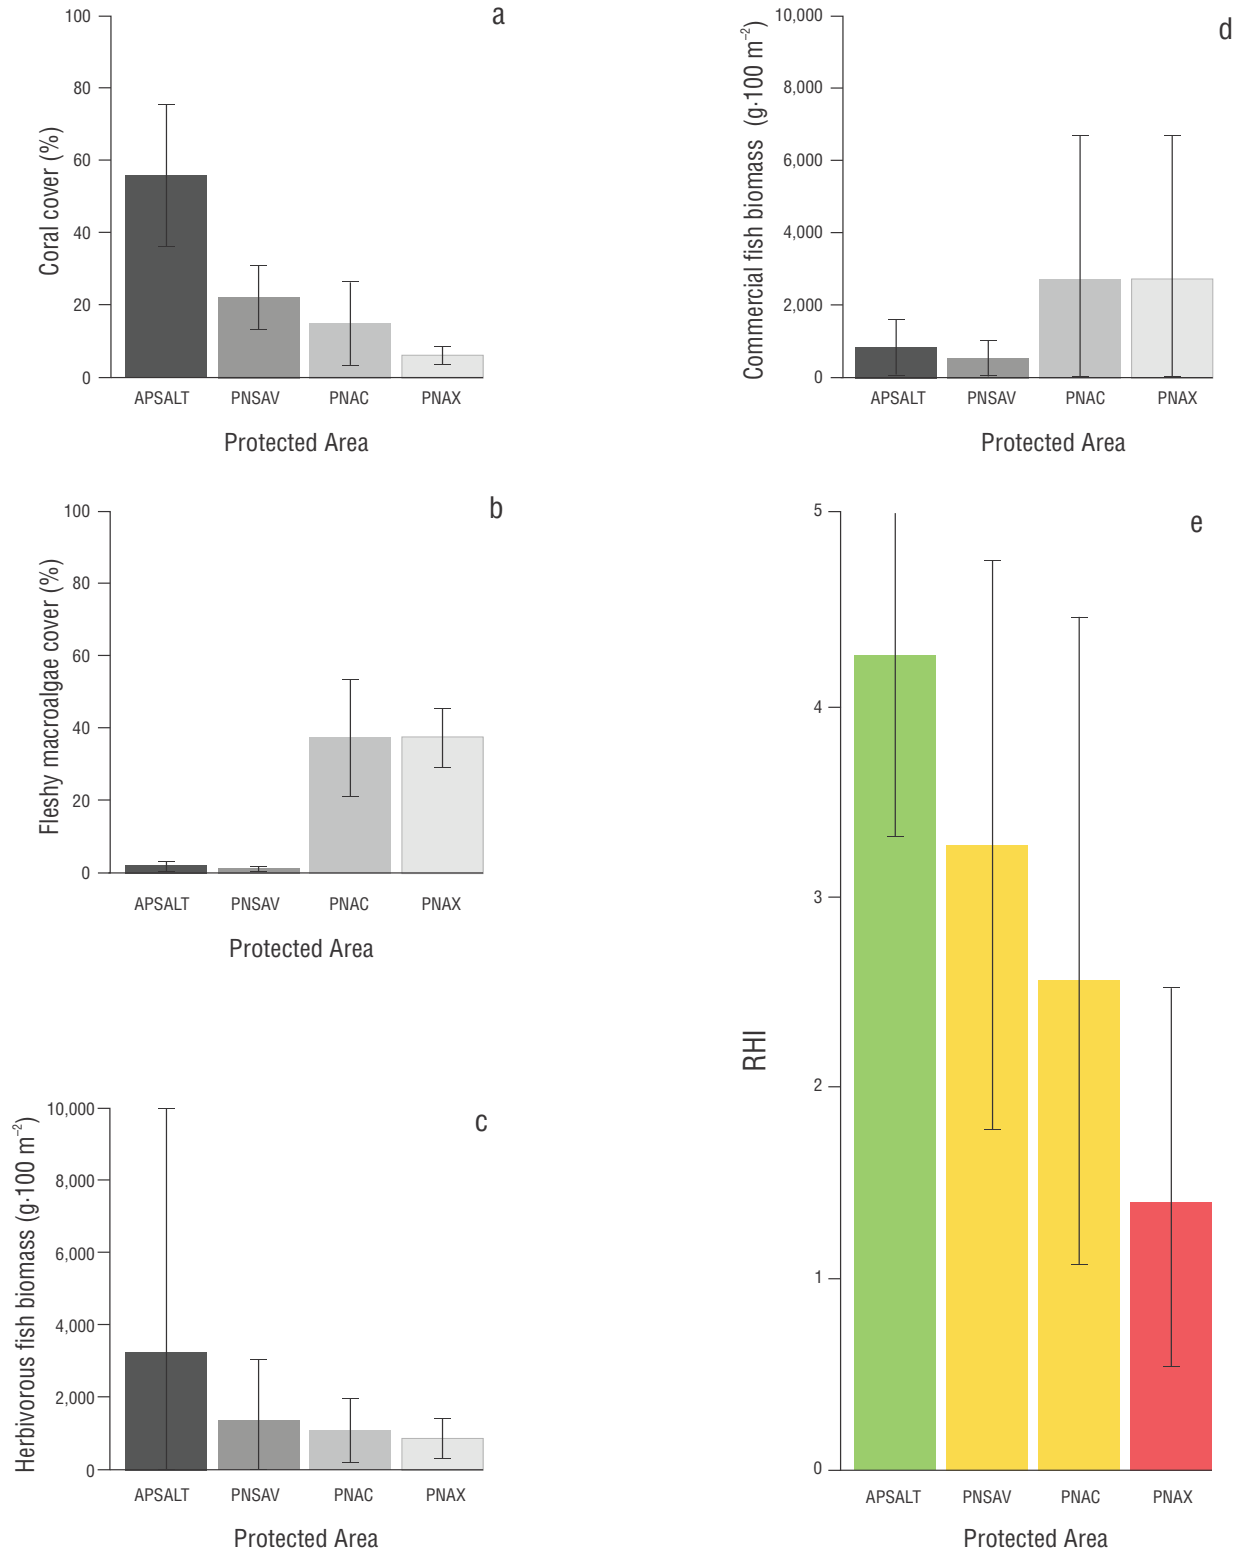 a
Coral cover (%)
100
80
60
40
20
0
APSALT PNSAV PNAC PNAX
Protected Area
b
Fleshy macroalgae cover (%)
100
80
60
40
20
0
APSALT PNSAV PNAC PNAX
Protected Area
c
Herbivorous fish biomass (g·100 m⁻²)
10,000
8,000
6,000
4,000
2,000
0
APSALT PNSAV PNAC PNAX
Protected Area
d
Commercial fish biomass (g·100 m⁻²)
10,000
8,000
6,000
4,000
2,000
0
APSALT PNSAV PNAC PNAX
Protected Area
e
RHI
5
4
3
2
1
0
APSALT PNSAV PNAC PNAX
Protected Area